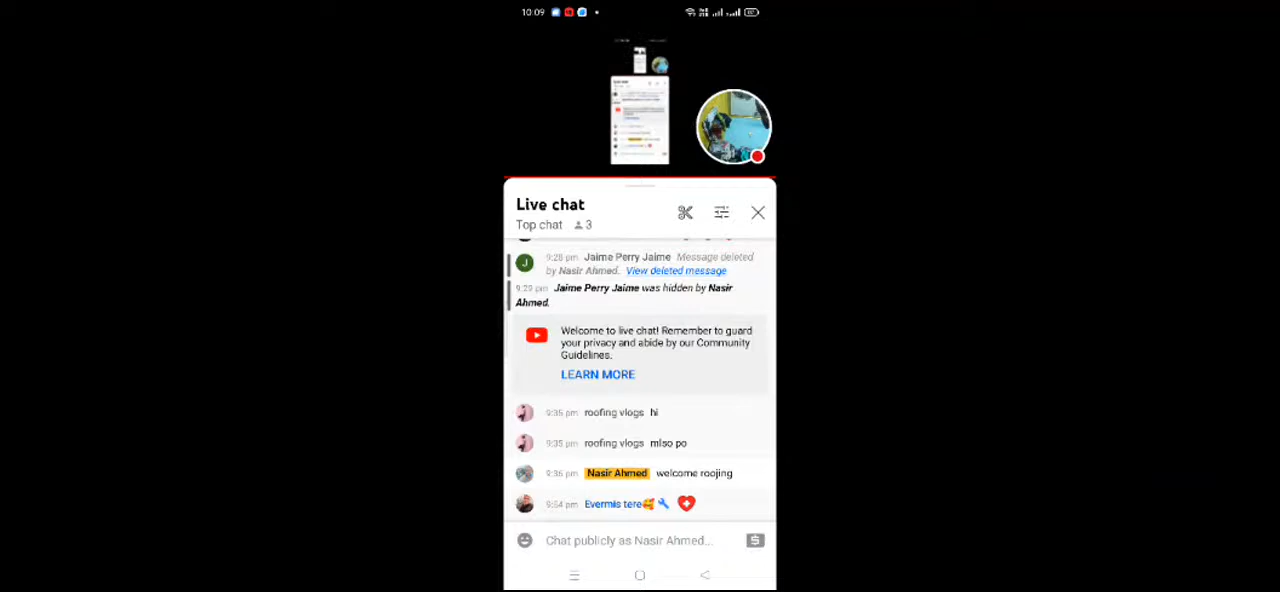 10:09
Live chat
Top chat 3
9:28 pm Jaime Perry Jaime Message deleted
by Nasir Ahmed. View deleted message
9:29 pm Jaime Perry Jaime was hidden by Nasir
Ahmed.
Welcome to live chat! Remember to guard
your privacy and abide by our Community
Guidelines.
LEARN MORE
9:35 pm roofing vlogs hi
9:35 pm roofing vlogs mlso po
9:36 pm Nasir Ahmed welcome roojing
9:54 pm Evermis tere🥰
Chat publicly as Nasir Ahmed...